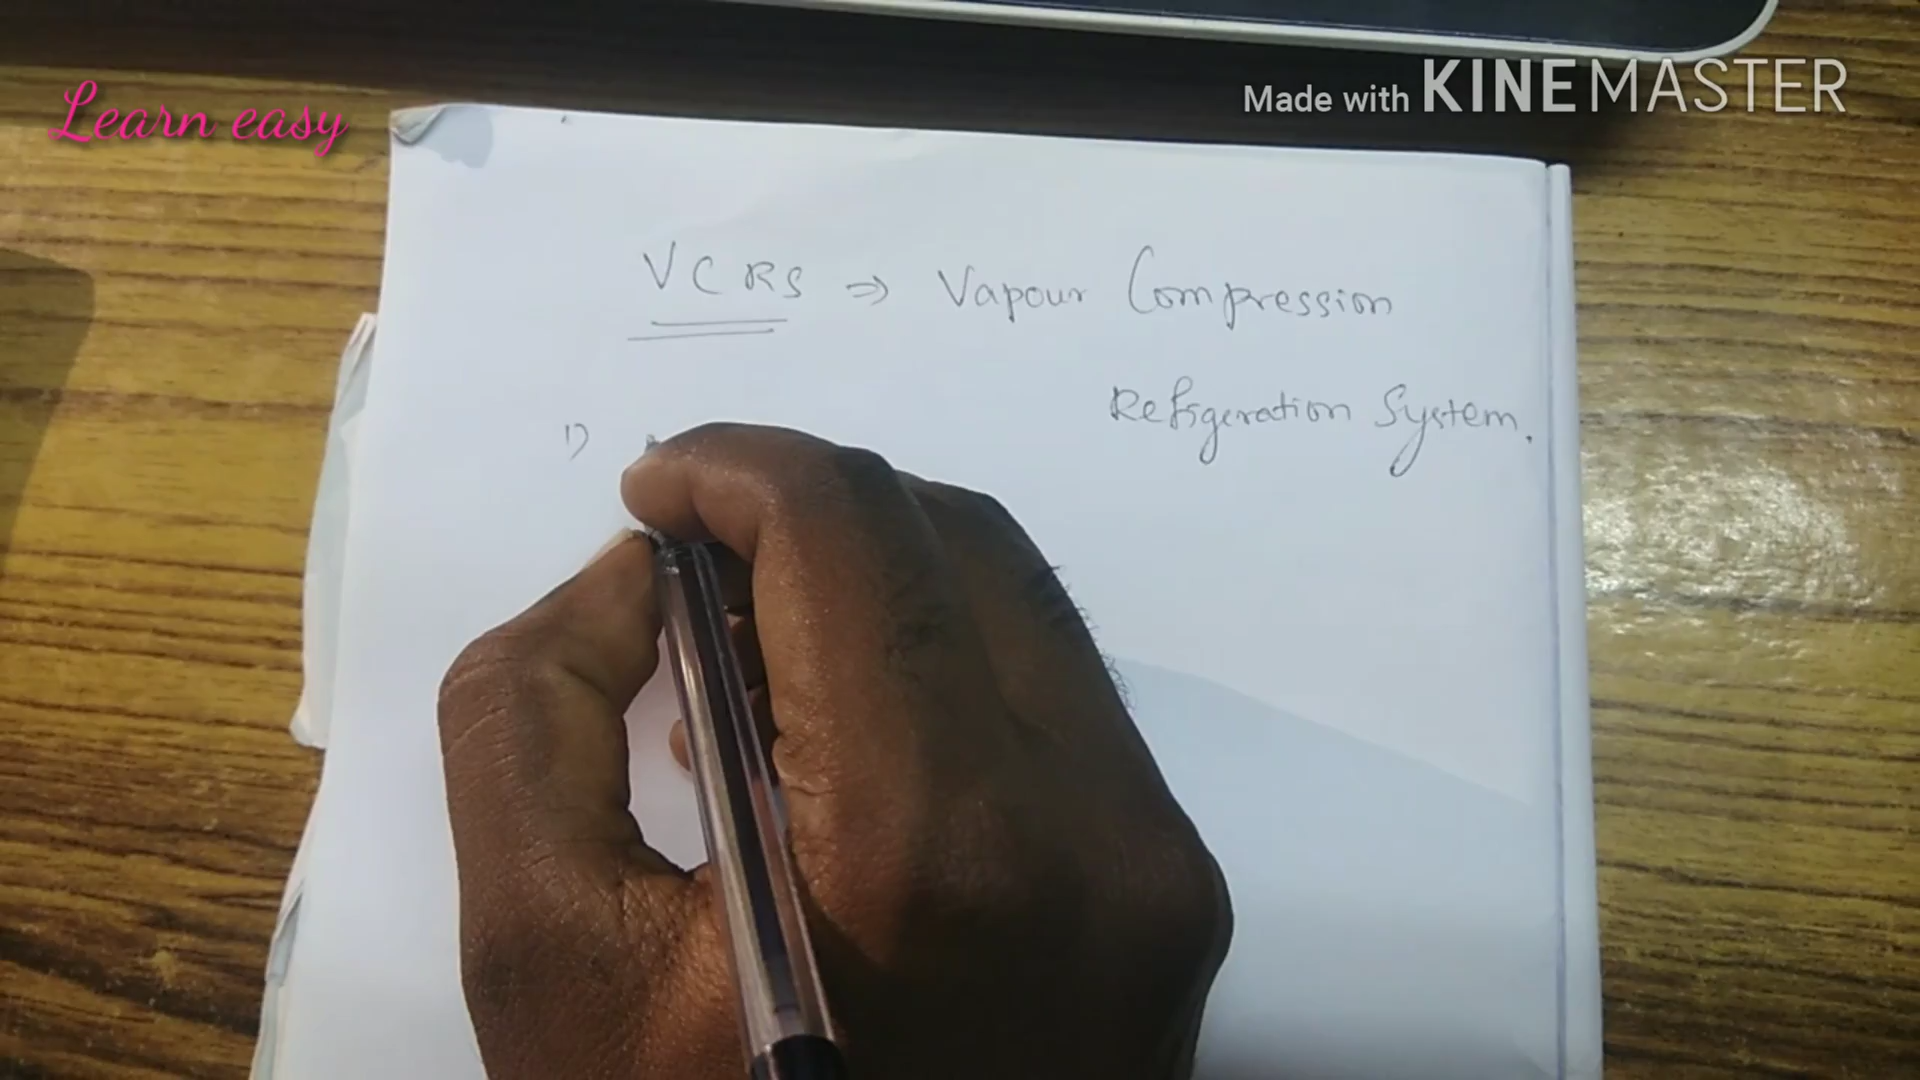 Learn easy
Made with KINEMASTER
VCRS ⇒ Vapour Compression
Refrigeration System.
1)